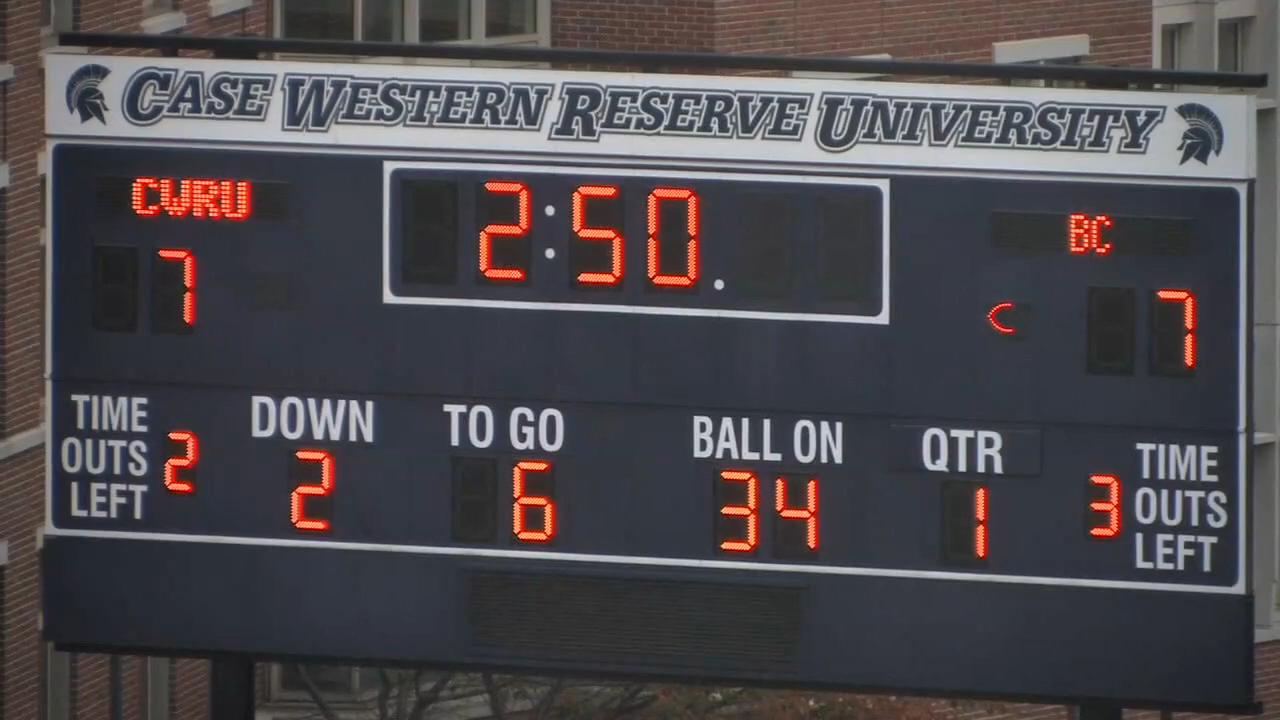 CASE WESTERN RESERVE UNIVERSITY
CWRU 2:50. BC
7 < 7
TIME OUTS LEFT 2
DOWN 2
TO GO 6
BALL ON 34
QTR 1
3 TIME OUTS LEFT